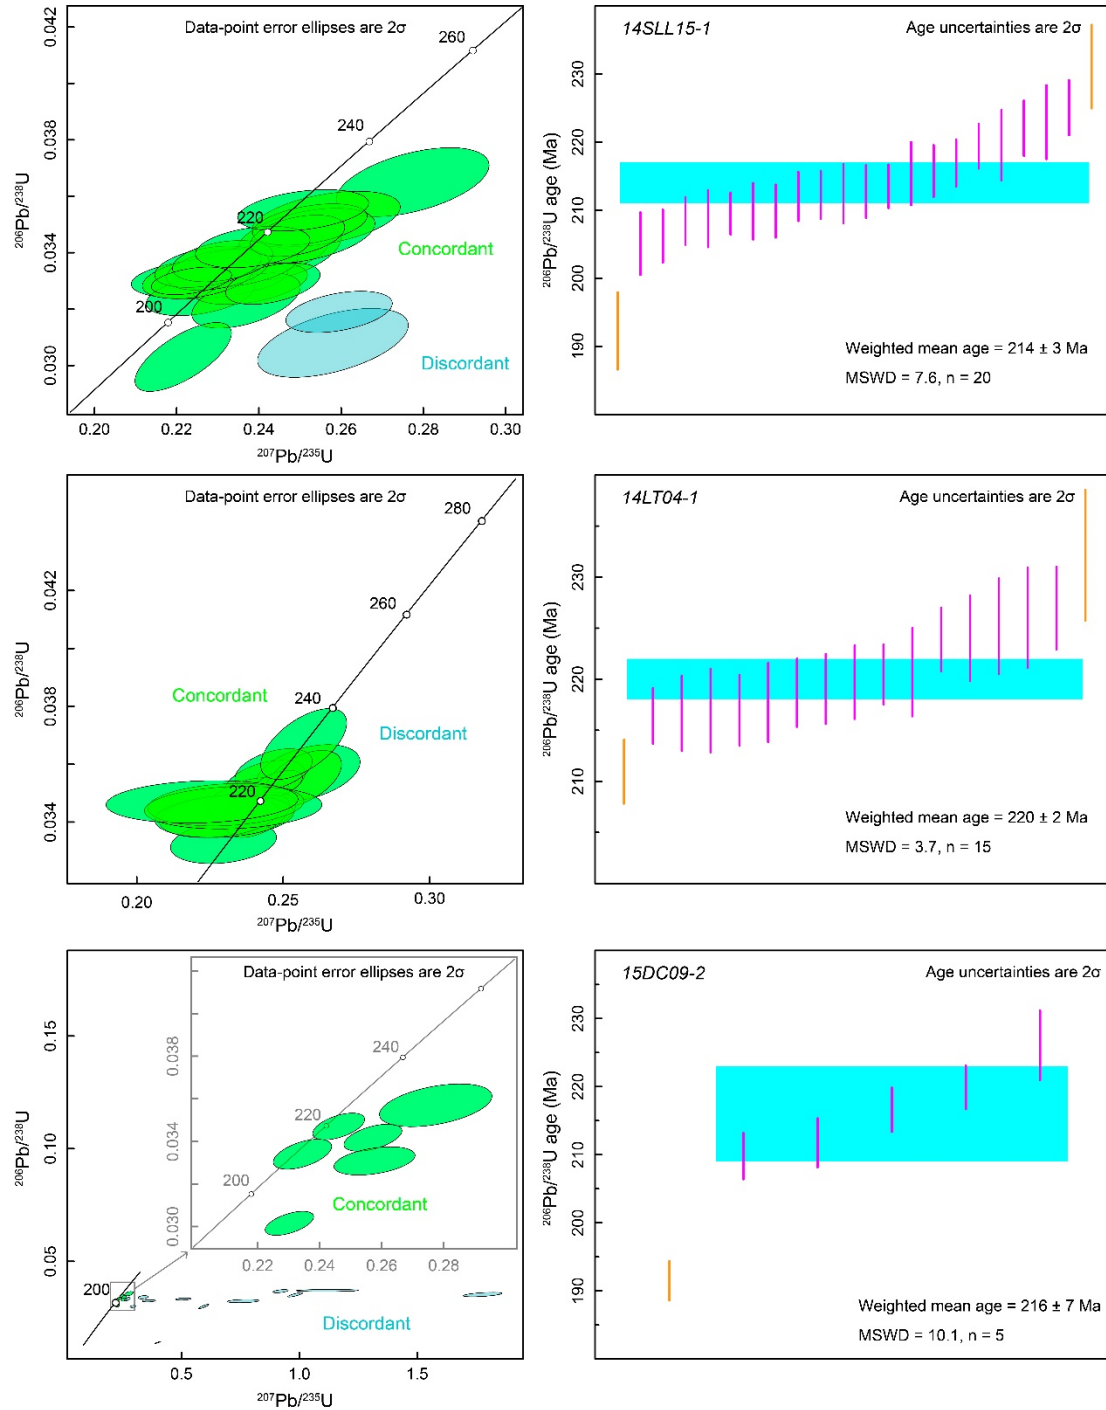 Data-point error ellipses are 2σ
0.042
0.038
0.034
0.030
²⁰⁶Pb/²³⁸U
260
240
220
200
Concordant
Discordant
0.20 0.22 0.24 0.26 0.28 0.30
²⁰⁷Pb/²³⁵U
14SLL15-1 Age uncertainties are 2σ
230
220
210
200
190
²⁰⁶Pb/²³⁸U age (Ma)
Weighted mean age = 214 ± 3 Ma
MSWD = 7.6, n = 20
Data-point error ellipses are 2σ
0.042
0.038
0.034
²⁰⁶Pb/²³⁸U
280
260
240
220
Concordant
Discordant
0.20 0.25 0.30
²⁰⁷Pb/²³⁵U
14LT04-1 Age uncertainties are 2σ
230
220
210
²⁰⁶Pb/²³⁸U age (Ma)
Weighted mean age = 220 ± 2 Ma
MSWD = 3.7, n = 15
Data-point error ellipses are 2σ
0.15
0.10
0.05
²⁰⁶Pb/²³⁸U
0.038
0.034
0.030
240
220
200
Concordant
0.22 0.24 0.26 0.28
200
Discordant
0.5 1.0 1.5
²⁰⁷Pb/²³⁵U
15DC09-2 Age uncertainties are 2σ
230
220
210
200
190
²⁰⁶Pb/²³⁸U age (Ma)
Weighted mean age = 216 ± 7 Ma
MSWD = 10.1, n = 5